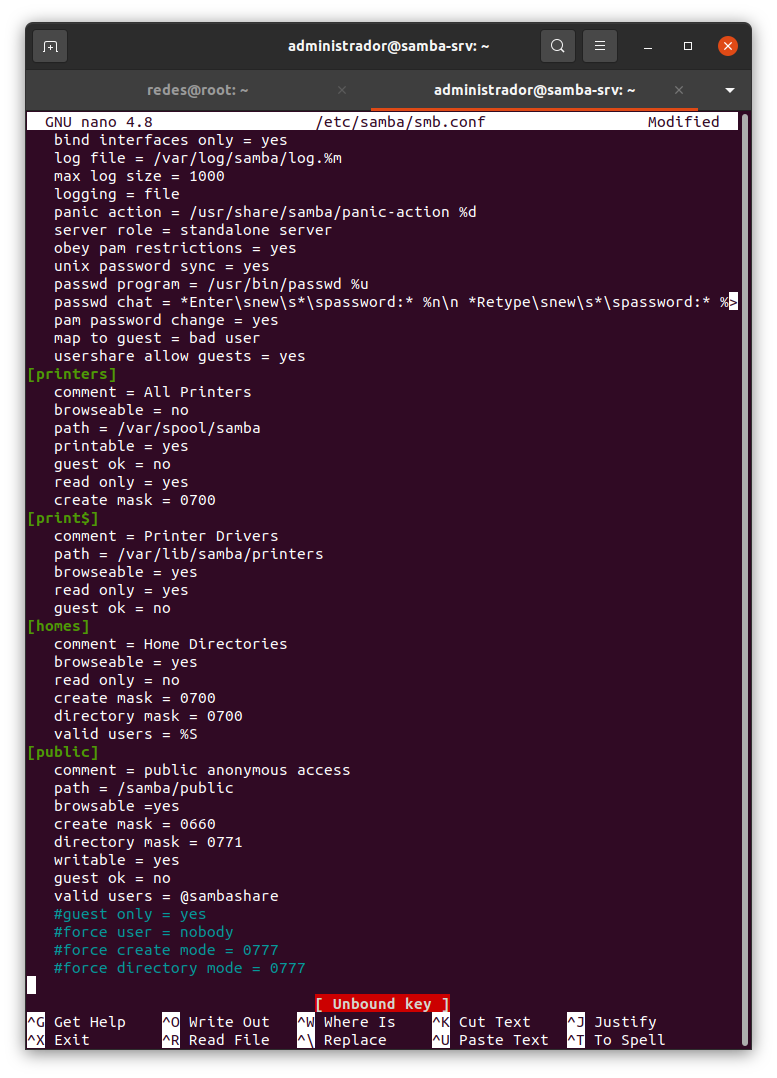 administrador@samba-srv: ~
redes@root: ~
administrador@samba-srv: ~
GNU nano 4.8 /etc/samba/smb.conf Modified
bind interfaces only = yes
log file = /var/log/samba/log.%m
max log size = 1000
logging = file
panic action = /usr/share/samba/panic-action %d
server role = standalone server
obey pam restrictions = yes
unix password sync = yes
passwd program = /usr/bin/passwd %u
passwd chat = *Enter\snew\s*\spassword:* %n\n *Retype\snew\s*\spassword:* %>
pam password change = yes
map to guest = bad user
usershare allow guests = yes
[printers]
comment = All Printers
browseable = no
path = /var/spool/samba
printable = yes
guest ok = no
read only = yes
create mask = 0700
[print$]
comment = Printer Drivers
path = /var/lib/samba/printers
browseable = yes
read only = yes
guest ok = no
[homes]
comment = Home Directories
browseable = yes
read only = no
create mask = 0700
directory mask = 0700
valid users = %S
[public]
comment = public anonymous access
path = /samba/public
browsable =yes
create mask = 0660
directory mask = 0771
writable = yes
guest ok = no
valid users = @sambashare
#guest only = yes
#force user = nobody
#force create mode = 0777
#force directory mode = 0777
[ Unbound key ]
^G Get Help ^O Write Out ^W Where Is ^K Cut Text ^J Justify
^X Exit ^R Read File ^\ Replace ^U Paste Text ^T To Spell